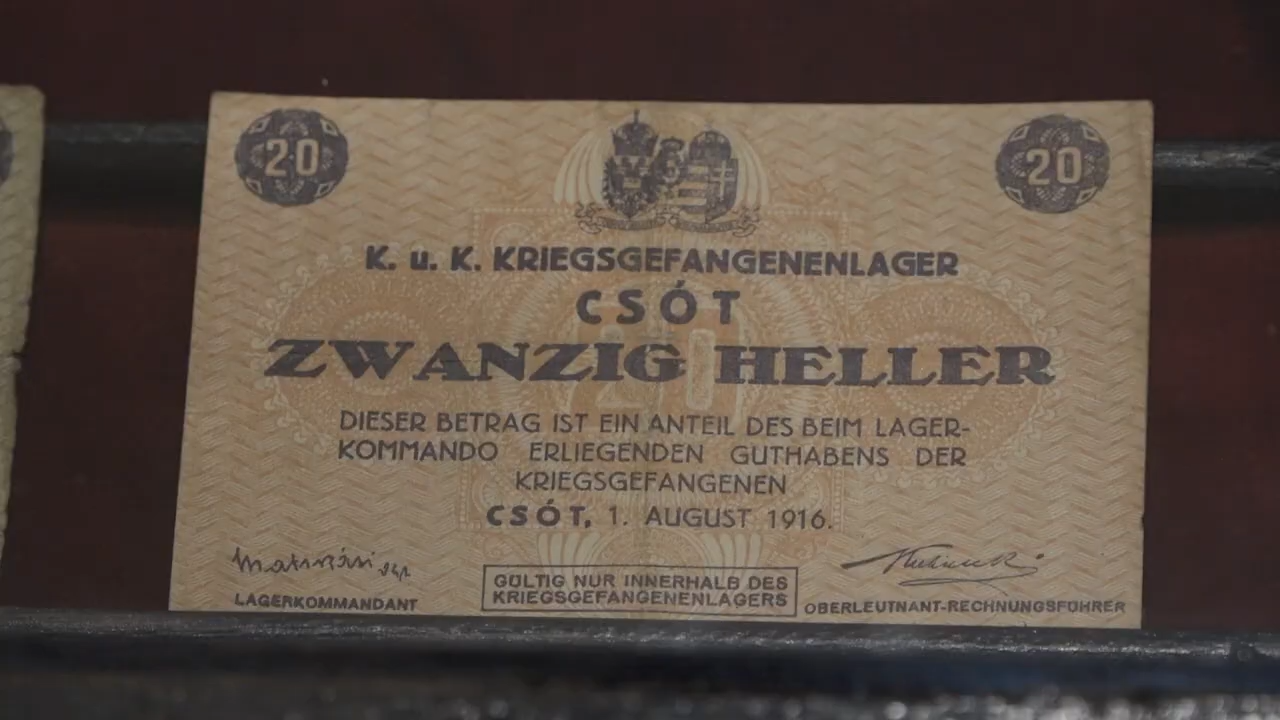 20
20
K. u. K. KRIEGSGEFANGENENLAGER
CSÓT
ZWANZIG HELLER
DIESER BETRAG IST EIN ANTEIL DES BEIM LAGER-
KOMMANDO ERLIEGENDEN GUTHABENS DER
KRIEGSGEFANGENEN
CSÓT, 1. AUGUST 1916.
LAGERKOMMANDANT
GÜLTIG NUR INNERHALB DES
KRIEGSGEFANGENENLAGERS
OBERLEUTNANT-RECHNUNGSFÜHRER